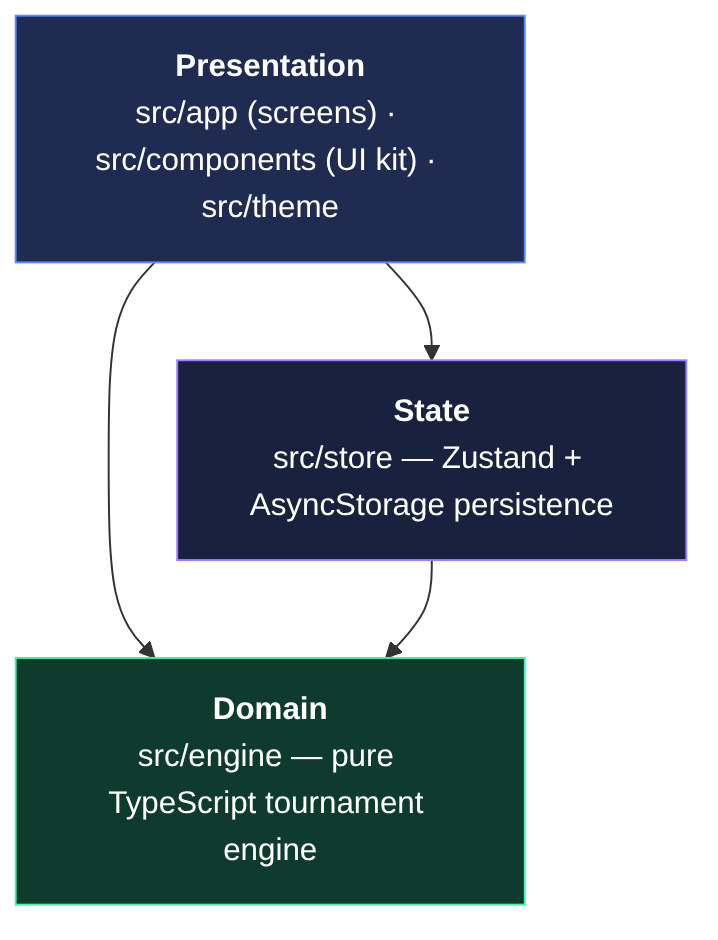 Presentation
src/app (screens) ·
src/components (UI kit) ·
src/theme
State
src/store — Zustand +
AsyncStorage persistence
Domain
src/engine — pure
TypeScript tournament
engine